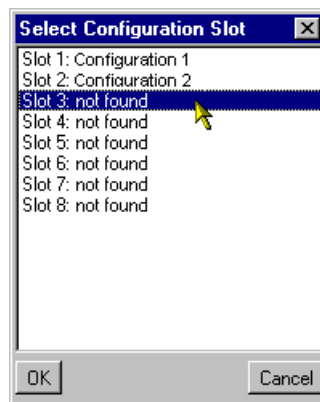 Select Configuration Slot
Slot 1: Configuration 1
Slot 2: Configuration 2
Slot 3: not found
Slot 4: not found
Slot 5: not found
Slot 6: not found
Slot 7: not found
Slot 8: not found
OK
Cancel